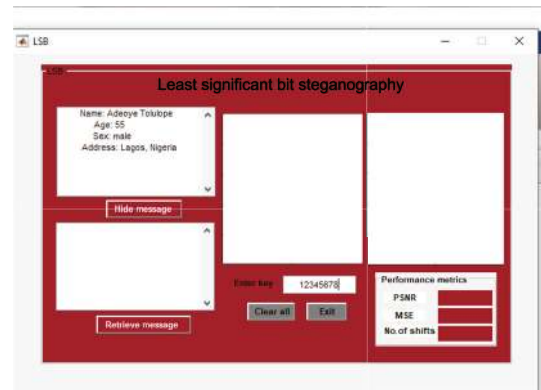 LSB
LSB
Least significant bit steganography
Name: Adeoye Tolulope
Age: 55
Sex: male
Address: Lagos, Nigeria
Hide message
Retrieve message
Enter key
12345678
Clear all
Exit
Performance metrics
PSNR
MSE
No.of shifts